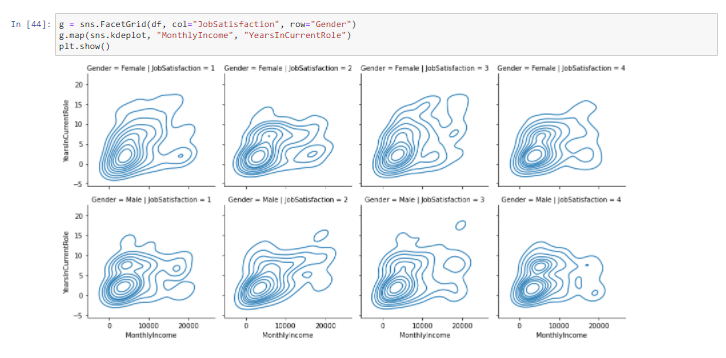 In [44]: g = sns.FacetGrid(df, col="JobSatisfaction", row="Gender")
g.map(sns.kdeplot, "MonthlyIncome", "YearsInCurrentRole")
plt.show()
Gender = Female | JobSatisfaction = 1 Gender = Female | JobSatisfaction = 2 Gender = Female | JobSatisfaction = 3 Gender = Female | JobSatisfaction = 4
YearsInCurrentRole
20
15
10
5
0
−5
Gender = Male | JobSatisfaction = 1 Gender = Male | JobSatisfaction = 2 Gender = Male | JobSatisfaction = 3 Gender = Male | JobSatisfaction = 4
YearsInCurrentRole
20
15
10
5
0
−5
0 10000 20000 0 10000 20000 0 10000 20000 0 10000 20000
MonthlyIncome MonthlyIncome MonthlyIncome MonthlyIncome